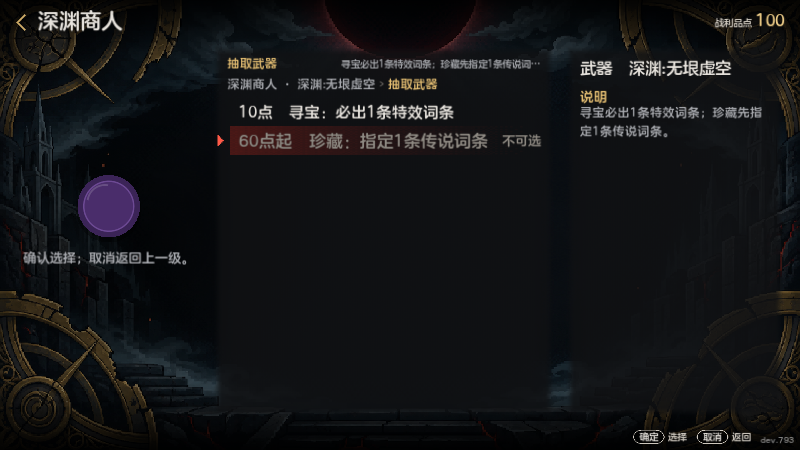 深渊商人
战利品点 100
抽取武器 寻宝必出1条特效词条；珍藏先指定1条传说词…
深渊商人 · 深渊:无垠虚空 > 抽取武器
10点 寻宝：必出1条特效词条
60点起 珍藏：指定1条传说词条 不可选
确认选择；取消返回上一级。
武器 深渊:无垠虚空
说明
寻宝必出1条特效词条；珍藏先指
定1条传说词条。
确定 选择 取消 返回
dev.793